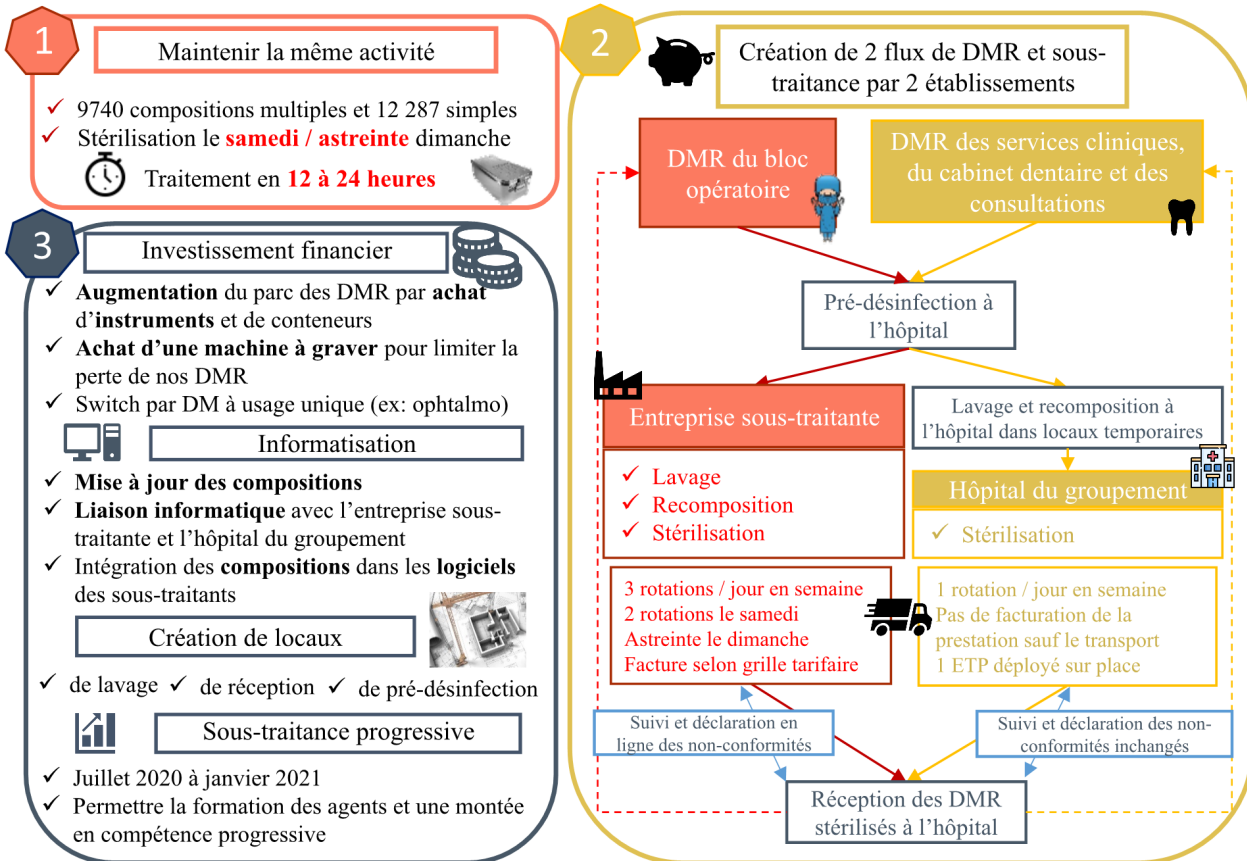 1
Maintenir la même activité
✓ 9740 compositions multiples et 12 287 simples
✓ Stérilisation le samedi / astreinte dimanche
Traitement en 12 à 24 heures
2
Création de 2 flux de DMR et sous-
traitance par 2 établissements
DMR du bloc
opératoire
DMR des services cliniques,
du cabinet dentaire et des
consultations
Pré-désinfection à
l’hôpital
Entreprise sous-traitante
✓ Lavage
✓ Recomposition
✓ Stérilisation
Lavage et recomposition à
l’hôpital dans locaux temporaires
Hôpital du groupement
✓ Stérilisation
3 rotations / jour en semaine
2 rotations le samedi
Astreinte le dimanche
Facture selon grille tarifaire
1 rotation / jour en semaine
Pas de facturation de la
prestation sauf le transport
1 ETP déployé sur place
Suivi et déclaration en
ligne des non-conformités
Suivi et déclaration des non-
conformités inchangés
Réception des DMR
stérilisés à l’hôpital
3
Investissement financier
✓ Augmentation du parc des DMR par achat
d’instruments et de conteneurs
✓ Achat d’une machine à graver pour limiter la
perte de nos DMR
✓ Switch par DM à usage unique (ex: ophtalmo)
Informatisation
✓ Mise à jour des compositions
✓ Liaison informatique avec l’entreprise sous-
traitante et l’hôpital du groupement
✓ Intégration des compositions dans les logiciels
des sous-traitants
Création de locaux
✓ de lavage ✓ de réception ✓ de pré-désinfection
Sous-traitance progressive
✓ Juillet 2020 à janvier 2021
✓ Permettre la formation des agents et une montée
en compétence progressive